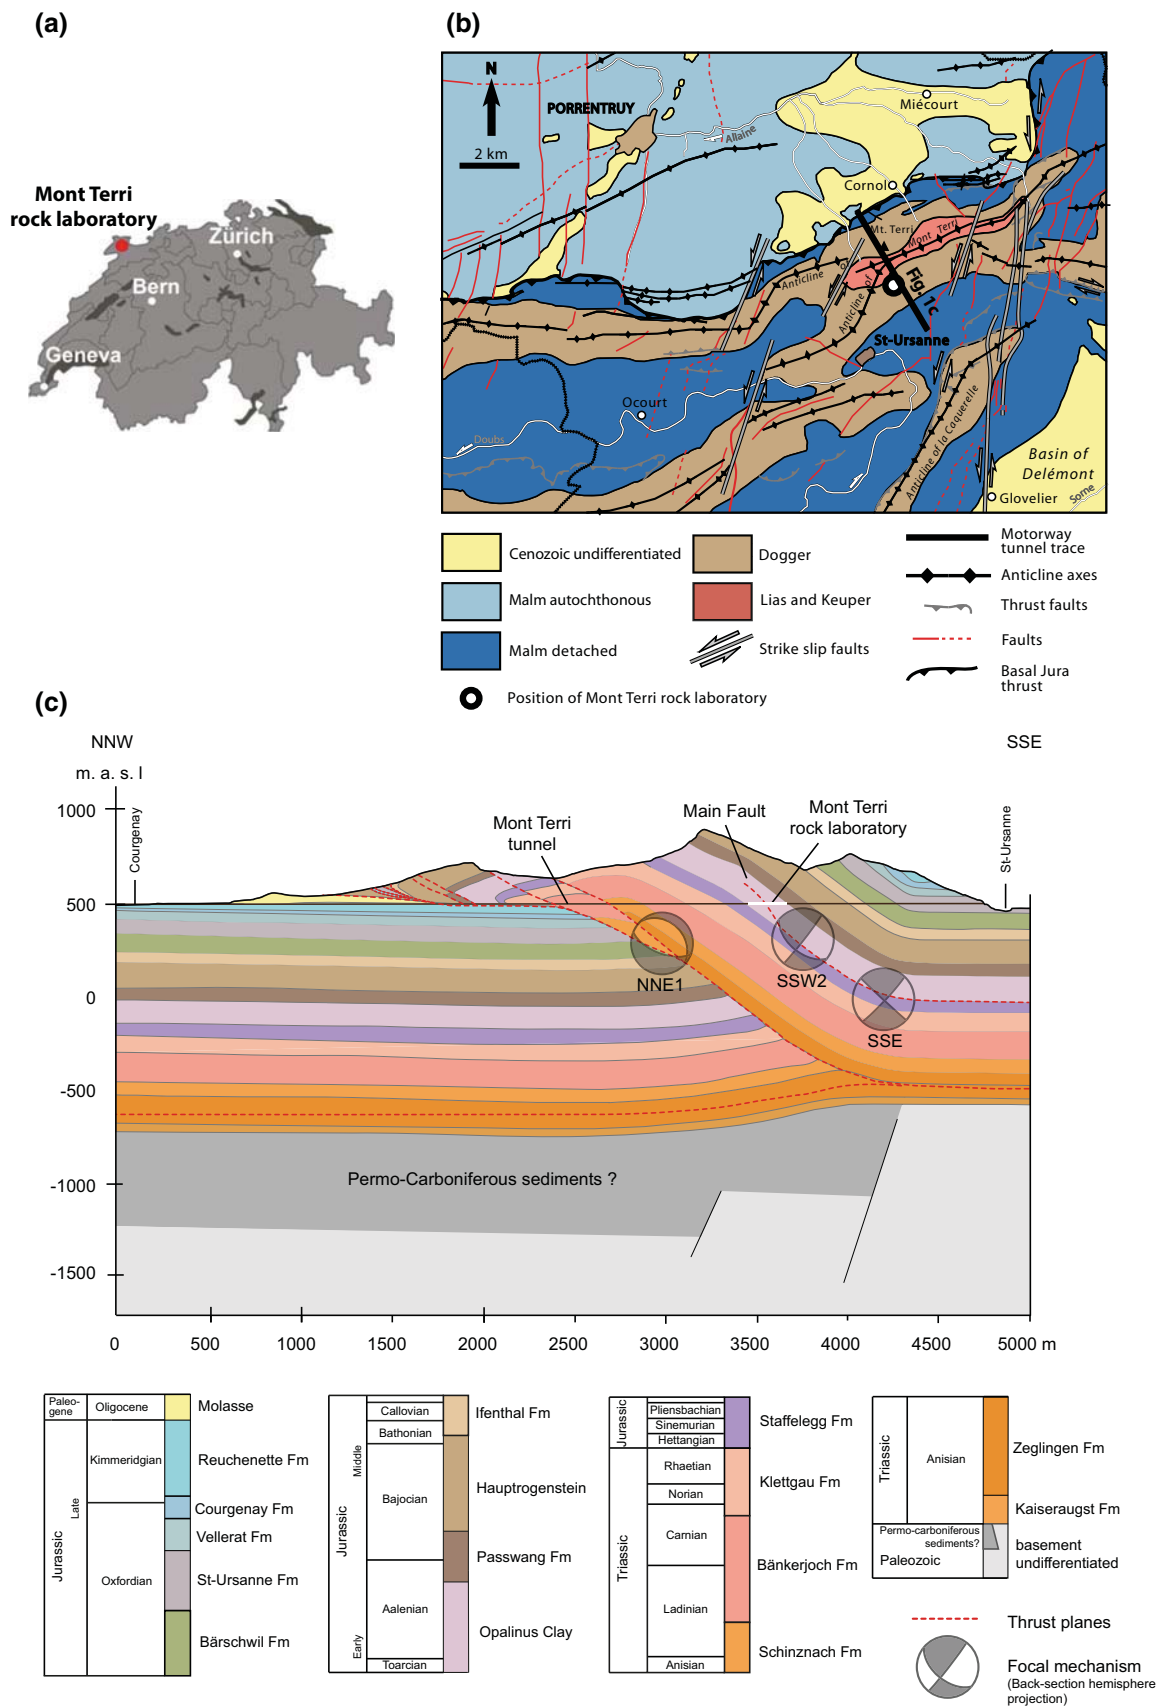 (a)
Mont Terri
rock laboratory
Zürich
Bern
Geneva
(b)
N
2 km
PORRENTRUY
Allaine
Miécourt
Cornol
Mt. Terri
Mont Terri
Anticline of
Anticline of
Fig. 1c
St-Ursanne
Ocourt
Doubs
Anticline of la Caquerelle
Basin of
Delémont
Glovelier
Sorne
Cenozoic undifferentiated
Malm autochthonous
Malm detached
Dogger
Lias and Keuper
Strike slip faults
Motorway
tunnel trace
Anticline axes
Thrust faults
Faults
Basal Jura
thrust
Position of Mont Terri rock laboratory
(c)
NNW
SSE
m. a. s. l
1000
500
0
-500
-1000
-1500
Courgenay
Mont Terri
tunnel
Main Fault
Mont Terri
rock laboratory
St-Ursanne
NNE1
SSW2
SSE
Permo-Carboniferous sediments ?
0
500
1000
1500
2000
2500
3000
3500
4000
4500
5000 m
Paleo-
gene
Oligocene
Molasse
Jurassic
Late
Kimmeridgian
Oxfordian
Reuchenette Fm
Courgenay Fm
Vellerat Fm
St-Ursanne Fm
Bärschwil Fm
Jurassic
Middle
Early
Callovian
Bathonian
Bajocian
Aalenian
Toarcian
Ifenthal Fm
Hauptrogenstein
Passwang Fm
Opalinus Clay
Jurassic
Pliensbachian
Sinemurian
Hettangian
Triassic
Rhaetian
Norian
Carnian
Ladinian
Anisian
Staffelegg Fm
Klettgau Fm
Bänkerjoch Fm
Schinznach Fm
Triassic
Anisian
Zeglingen Fm
Kaiseraugst Fm
Permo-carboniferous
sediments?
Paleozoic
basement
undifferentiated
Thrust planes
Focal mechanism
(Back-section hemisphere
projection)